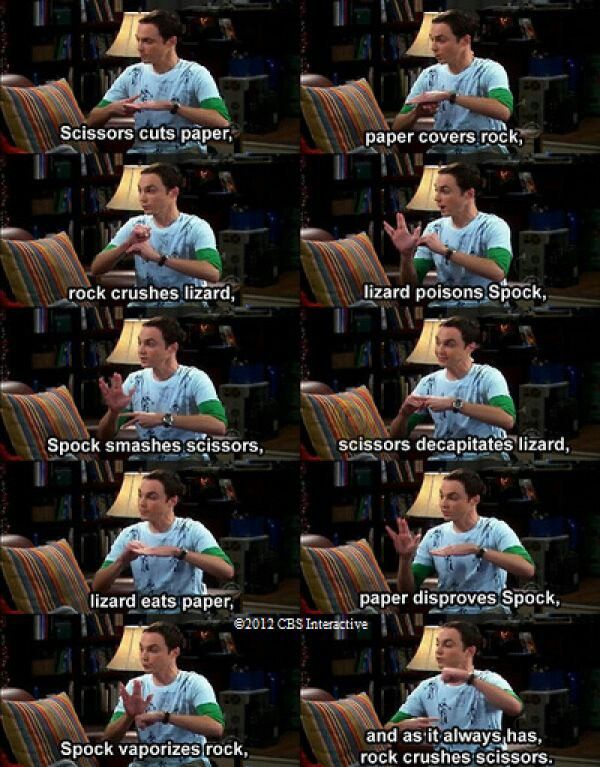 Scissors cuts paper,
paper covers rock,
rock crushes lizard,
lizard poisons Spock,
Spock smashes scissors,
scissors decapitates lizard,
lizard eats paper,
paper disproves Spock,
©2012 CBS Interactive
Spock vaporizes rock,
and as it always has,
rock crushes scissors.